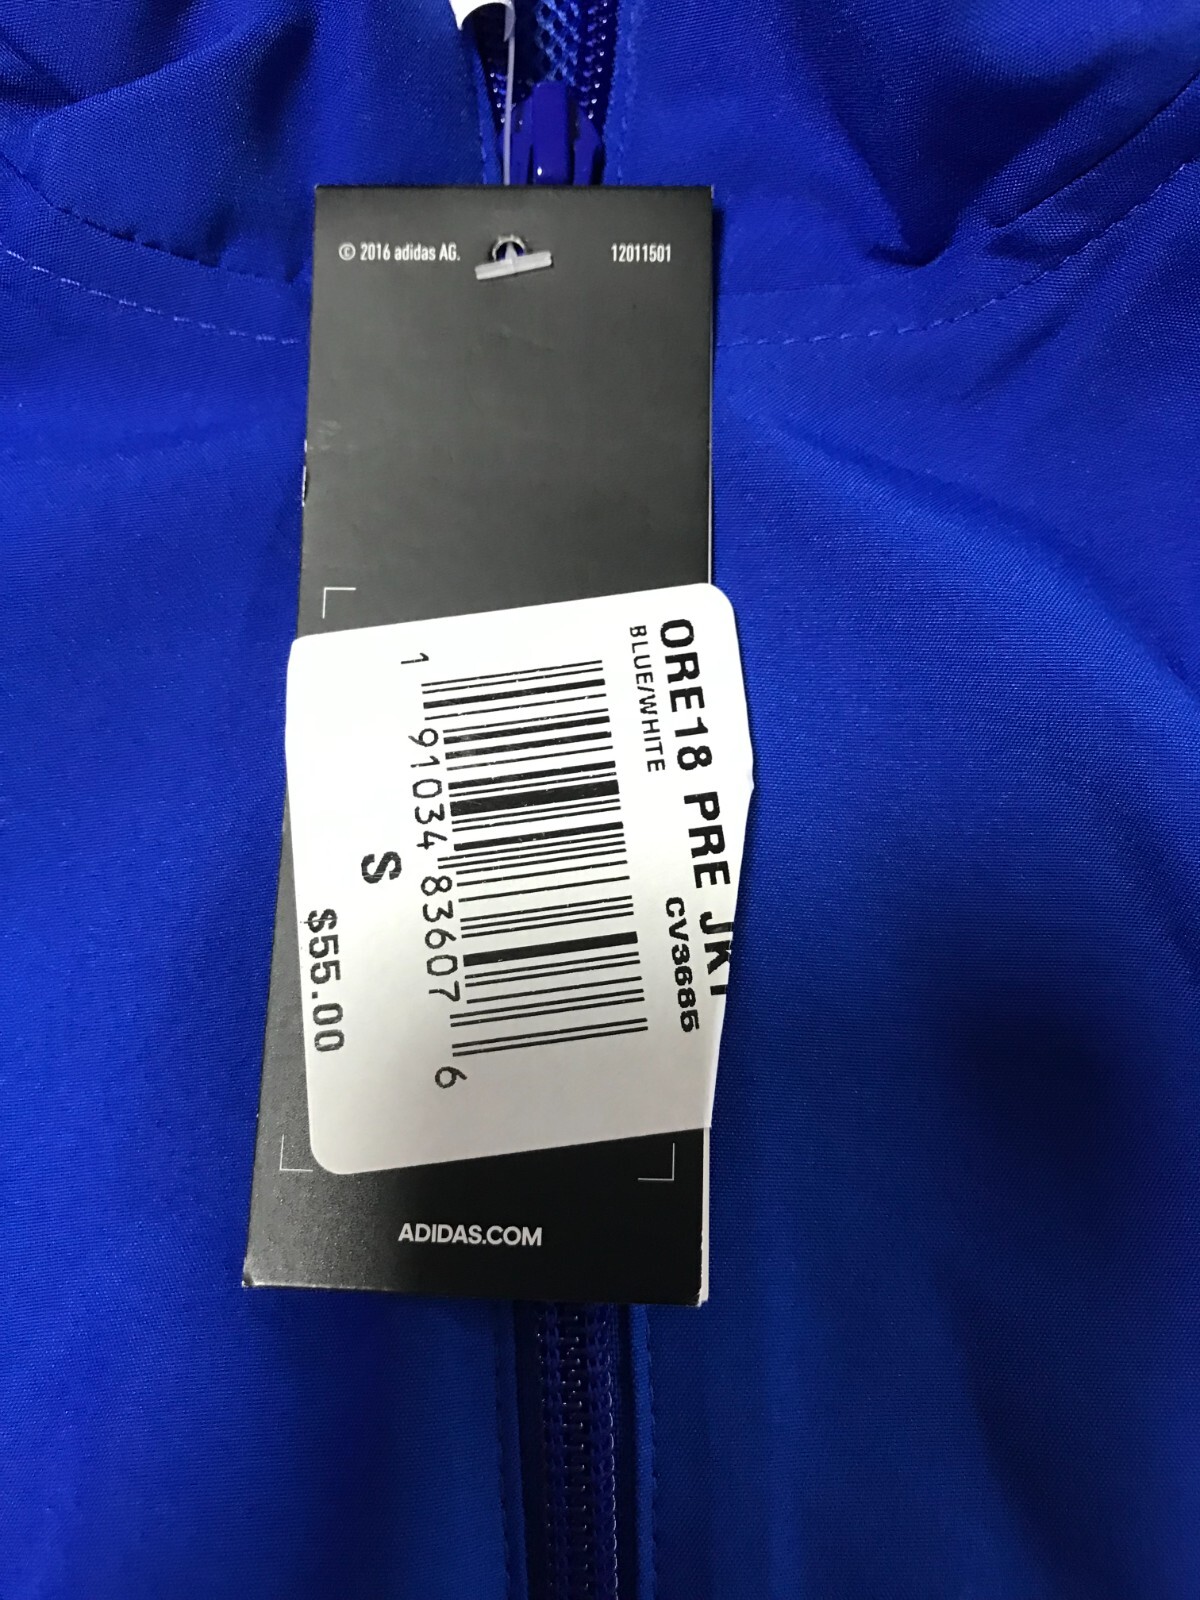 © 2016 adidas AG.
12011501
ORE18 PRE JKT
BLUE/WHITE
CV3685
1 91034 83607 6
S
$55.00
ADIDAS.COM